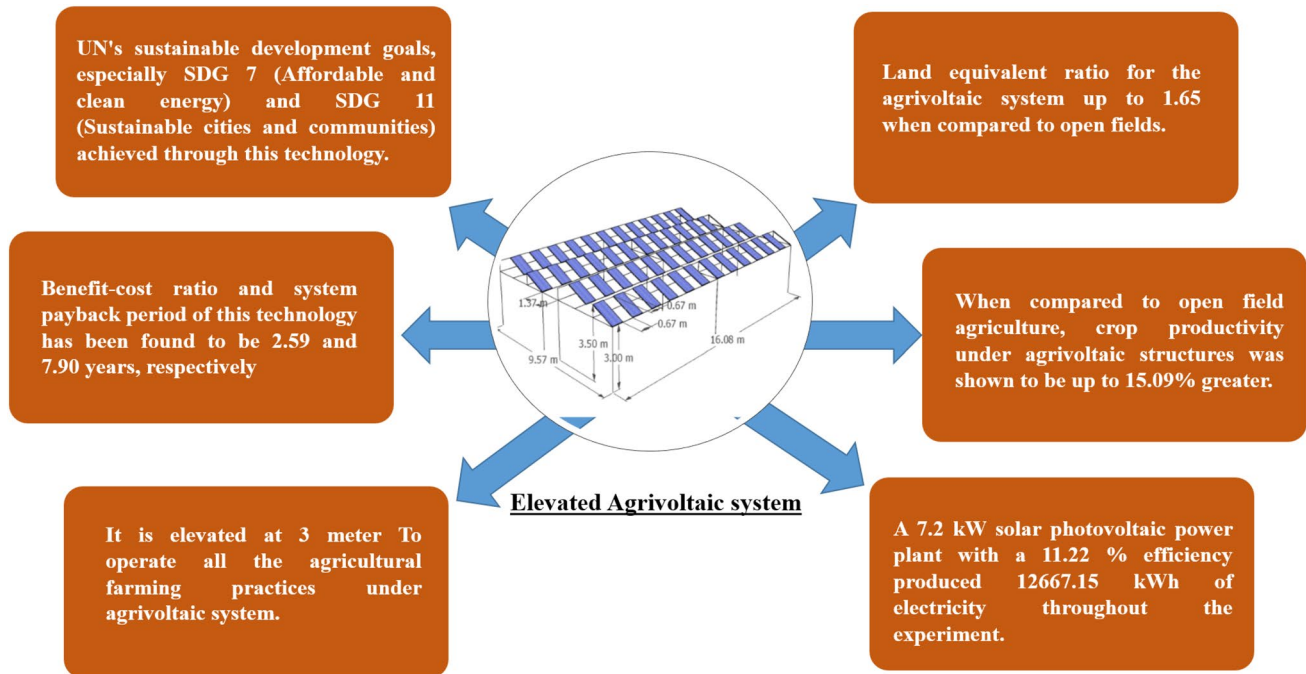 UN's sustainable development goals,
especially SDG 7 (Affordable and
clean energy) and SDG 11
(Sustainable cities and communities)
achieved through this technology.
Land equivalent ratio for the
agrivoltaic system up to 1.65
when compared to open fields.
Benefit-cost ratio and system
payback period of this technology
has been found to be 2.59 and
7.90 years, respectively
1.37 m
0.67 m
0.67 m
3.50 m
3.00 m
16.08 m
9.57 m
When compared to open field
agriculture, crop productivity
under agrivoltaic structures was
shown to be up to 15.09% greater.
Elevated Agrivoltaic system
It is elevated at 3 meter To
operate all the agricultural
farming practices under
agrivoltaic system.
A 7.2 kW solar photovoltaic power
plant with a 11.22 % efficiency
produced 12667.15 kWh of
electricity throughout the
experiment.